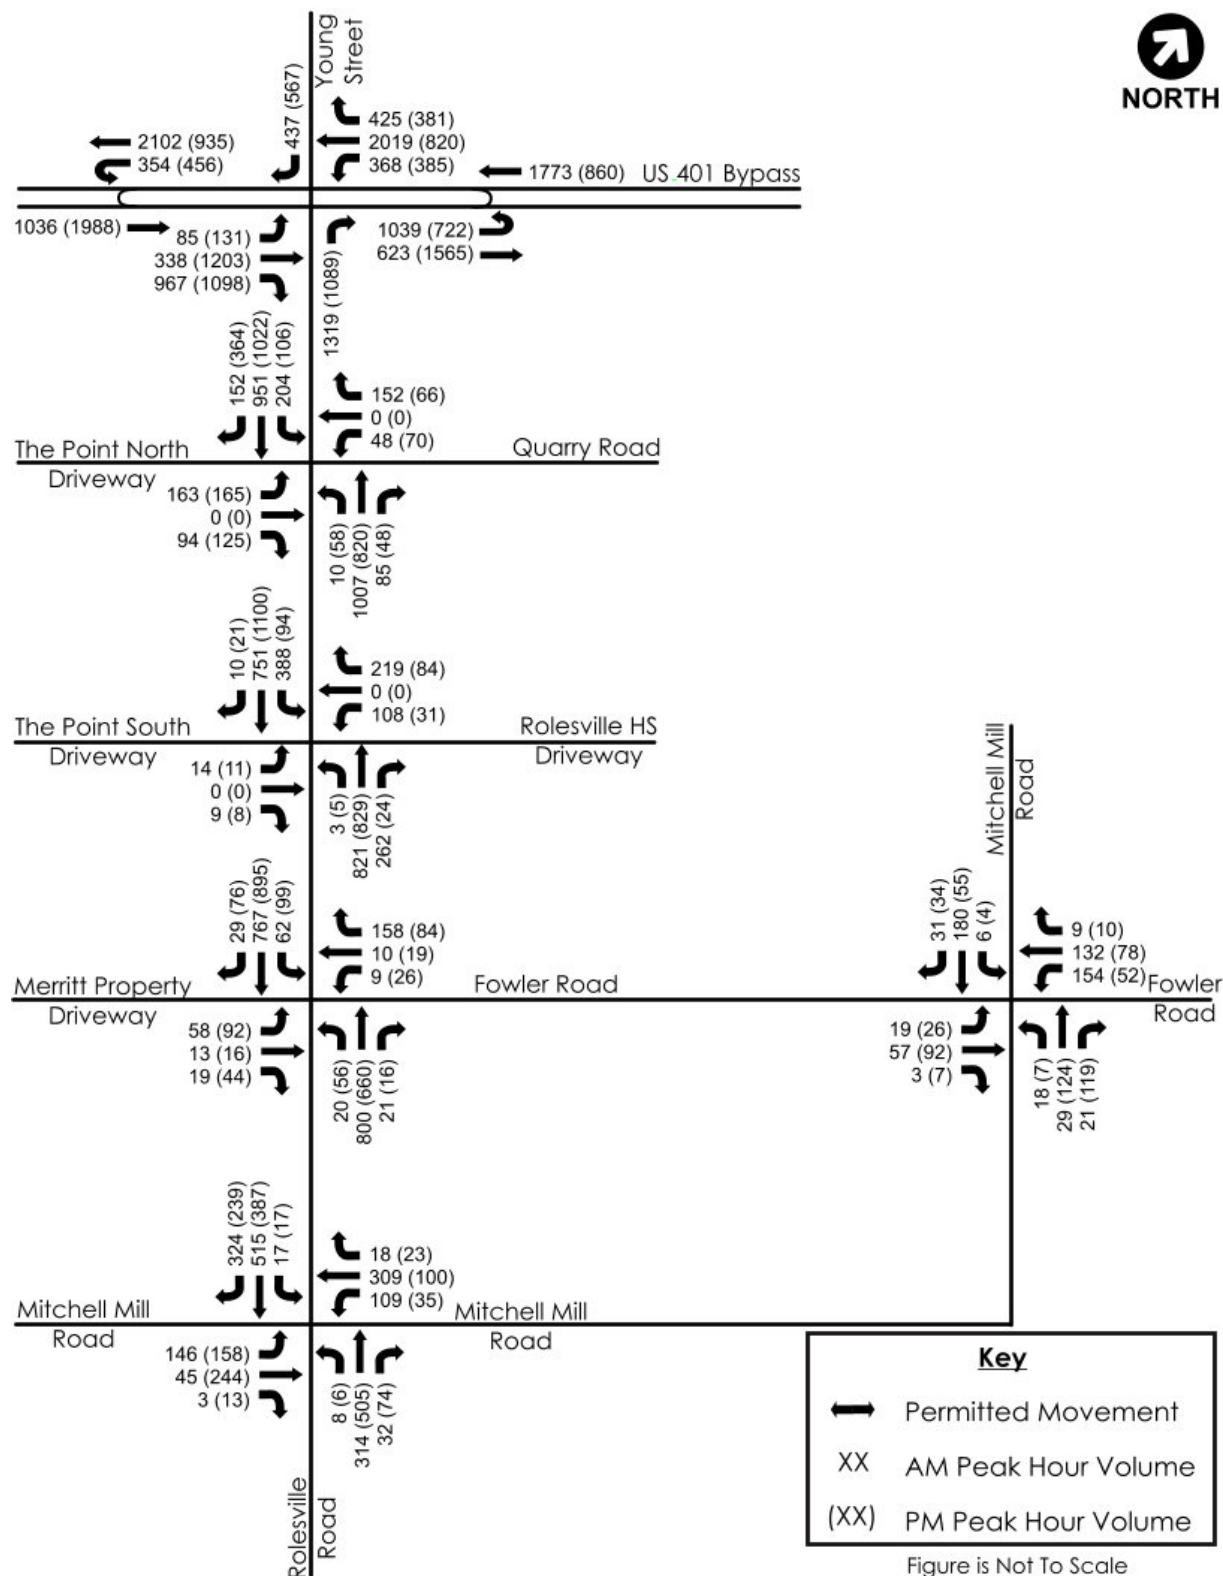 Young
Street
NORTH
437 (567)
425 (381)
2019 (820)
368 (385)
2102 (935)
354 (456)
1773 (860)
US 401 Bypass
1036 (1988)
85 (131)
338 (1203)
967 (1098)
1319 (1089)
1039 (722)
623 (1565)
152 (364)
951 (1022)
204 (106)
152 (66)
0 (0)
48 (70)
The Point North
Driveway
Quarry Road
163 (165)
0 (0)
94 (125)
10 (58)
1007 (820)
85 (48)
10 (21)
751 (1100)
388 (94)
219 (84)
0 (0)
108 (31)
The Point South
Driveway
Rolesville HS
Driveway
14 (11)
0 (0)
9 (8)
3 (5)
821 (829)
262 (24)
Mitchell Mill
Road
29 (76)
767 (895)
62 (99)
158 (84)
10 (19)
9 (26)
31 (34)
180 (55)
6 (4)
9 (10)
132 (78)
154 (52)
Merritt Property
Driveway
Fowler Road
Fowler
Road
58 (92)
13 (16)
19 (44)
20 (56)
800 (660)
21 (16)
19 (26)
57 (92)
3 (7)
18 (7)
29 (124)
21 (119)
324 (239)
515 (387)
17 (17)
18 (23)
309 (100)
109 (35)
Mitchell Mill
Road
Mitchell Mill
Road
146 (158)
45 (244)
3 (13)
8 (6)
314 (505)
32 (74)
Rolesville
Road
Key
Permitted Movement
XX AM Peak Hour Volume
(XX) PM Peak Hour Volume
Figure is Not To Scale